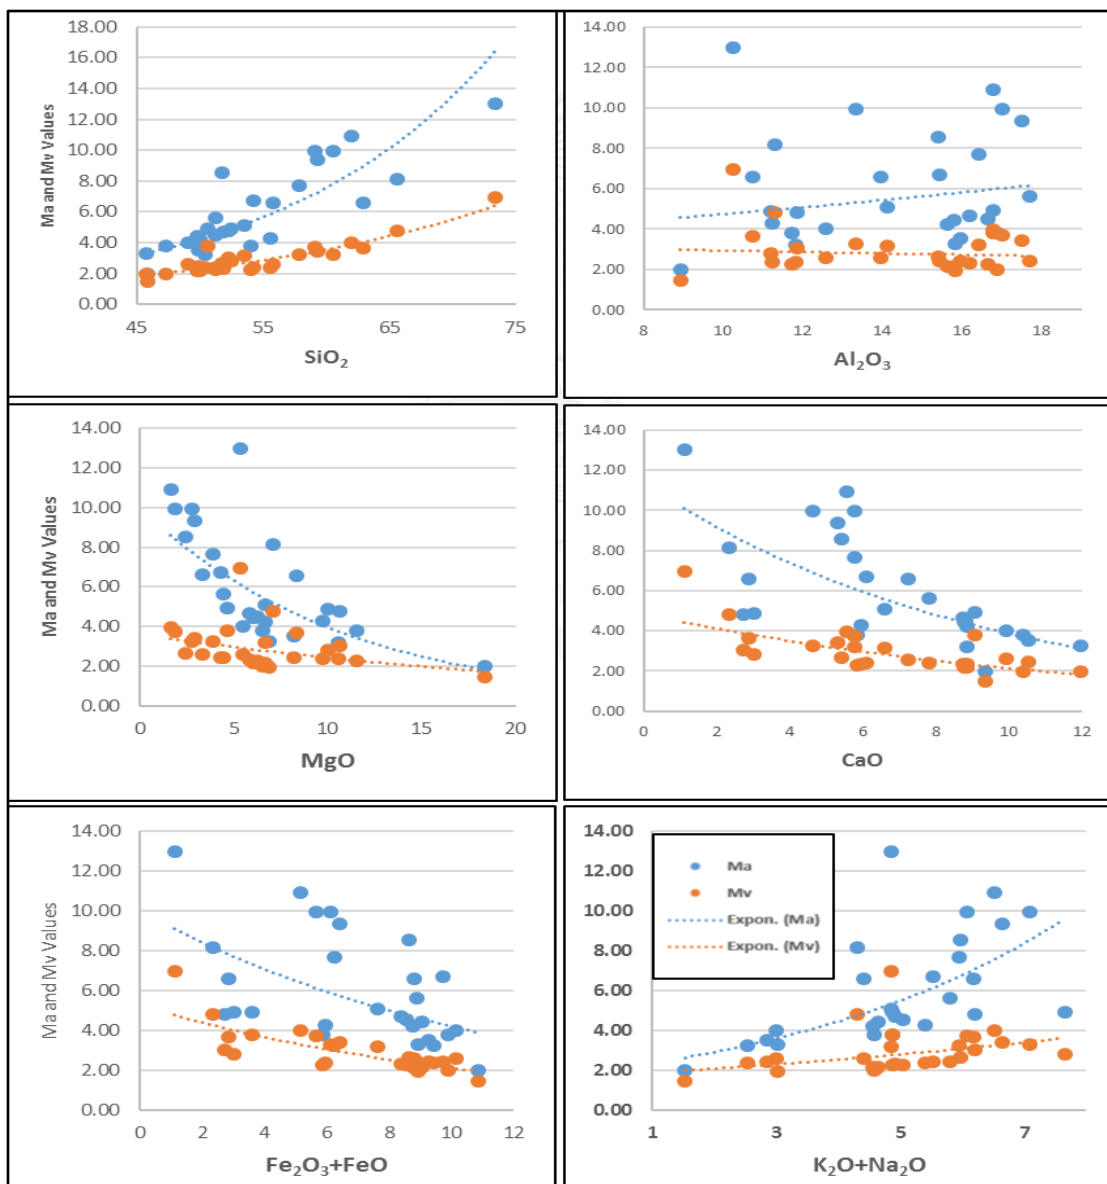 18.00
16.00
14.00
12.00
10.00
8.00
6.00
4.00
2.00
0.00
Ma and Mv Values
45 55 65 75
SiO₂
14.00
12.00
10.00
8.00
6.00
4.00
2.00
0.00
8 10 12 14 16 18
Al₂O₃
14.00
12.00
10.00
8.00
6.00
4.00
2.00
0.00
Ma and Mv Values
0 5 10 15 20
MgO
14.00
12.00
10.00
8.00
6.00
4.00
2.00
0.00
0 2 4 6 8 10 12
CaO
14.00
12.00
10.00
8.00
6.00
4.00
2.00
0.00
Ma and Mv Values
0 2 4 6 8 10 12
Fe₂O₃+FeO
14.00
12.00
10.00
8.00
6.00
4.00
2.00
0.00
Ma
Mv
Expon. (Ma)
Expon. (Mv)
1 3 5 7
K₂O+Na₂O